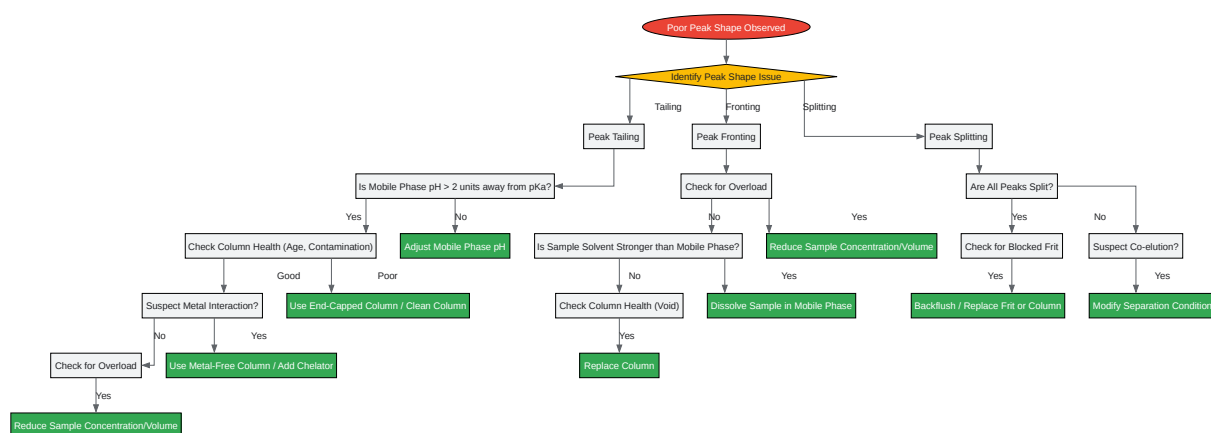 Poor Peak Shape Observed
Identify Peak Shape Issue
Tailing
Fronting
Splitting
Peak Tailing
Peak Fronting
Peak Splitting
Is Mobile Phase pH > 2 units away from pKa?
Check for Overload
Are All Peaks Split?
Yes
No
No
Yes
Yes
No
Check Column Health (Age, Contamination)
Adjust Mobile Phase pH
Is Sample Solvent Stronger than Mobile Phase?
Reduce Sample Concentration/Volume
Check for Blocked Frit
Suspect Co-elution?
Good
Poor
No
Yes
Yes
Yes
Suspect Metal Interaction?
Use End-Capped Column / Clean Column
Check Column Health (Void)
Dissolve Sample in Mobile Phase
Backflush / Replace Frit or Column
Modify Separation Condition
No
Yes
Yes
Check for Overload
Use Metal-Free Column / Add Chelator
Replace Column
Yes
Reduce Sample Concentration/Volume